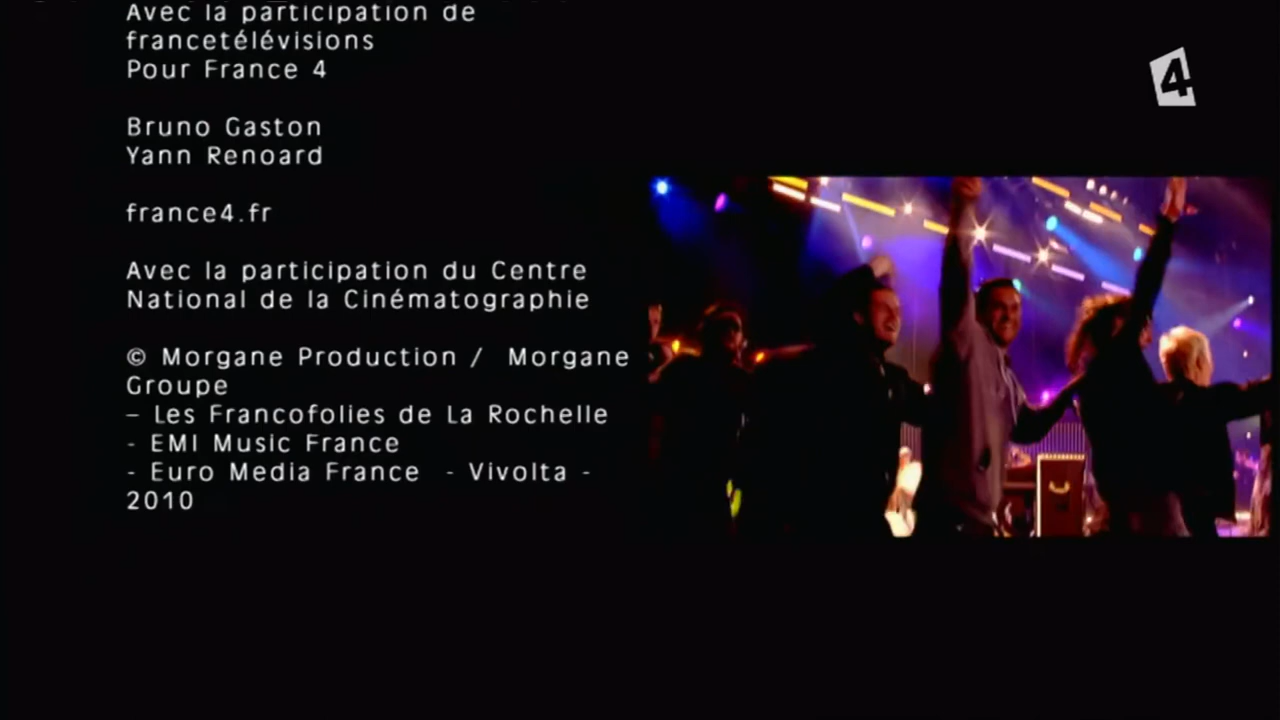 Avec la participation de
francetélévisions
Pour France 4
4
Bruno Gaston
Yann Renoard
france4.fr
Avec la participation du Centre
National de la Cinématographie
© Morgane Production /  Morgane
Groupe
– Les Francofolies de La Rochelle
- EMI Music France
- Euro Media France  - Vivolta -
2010